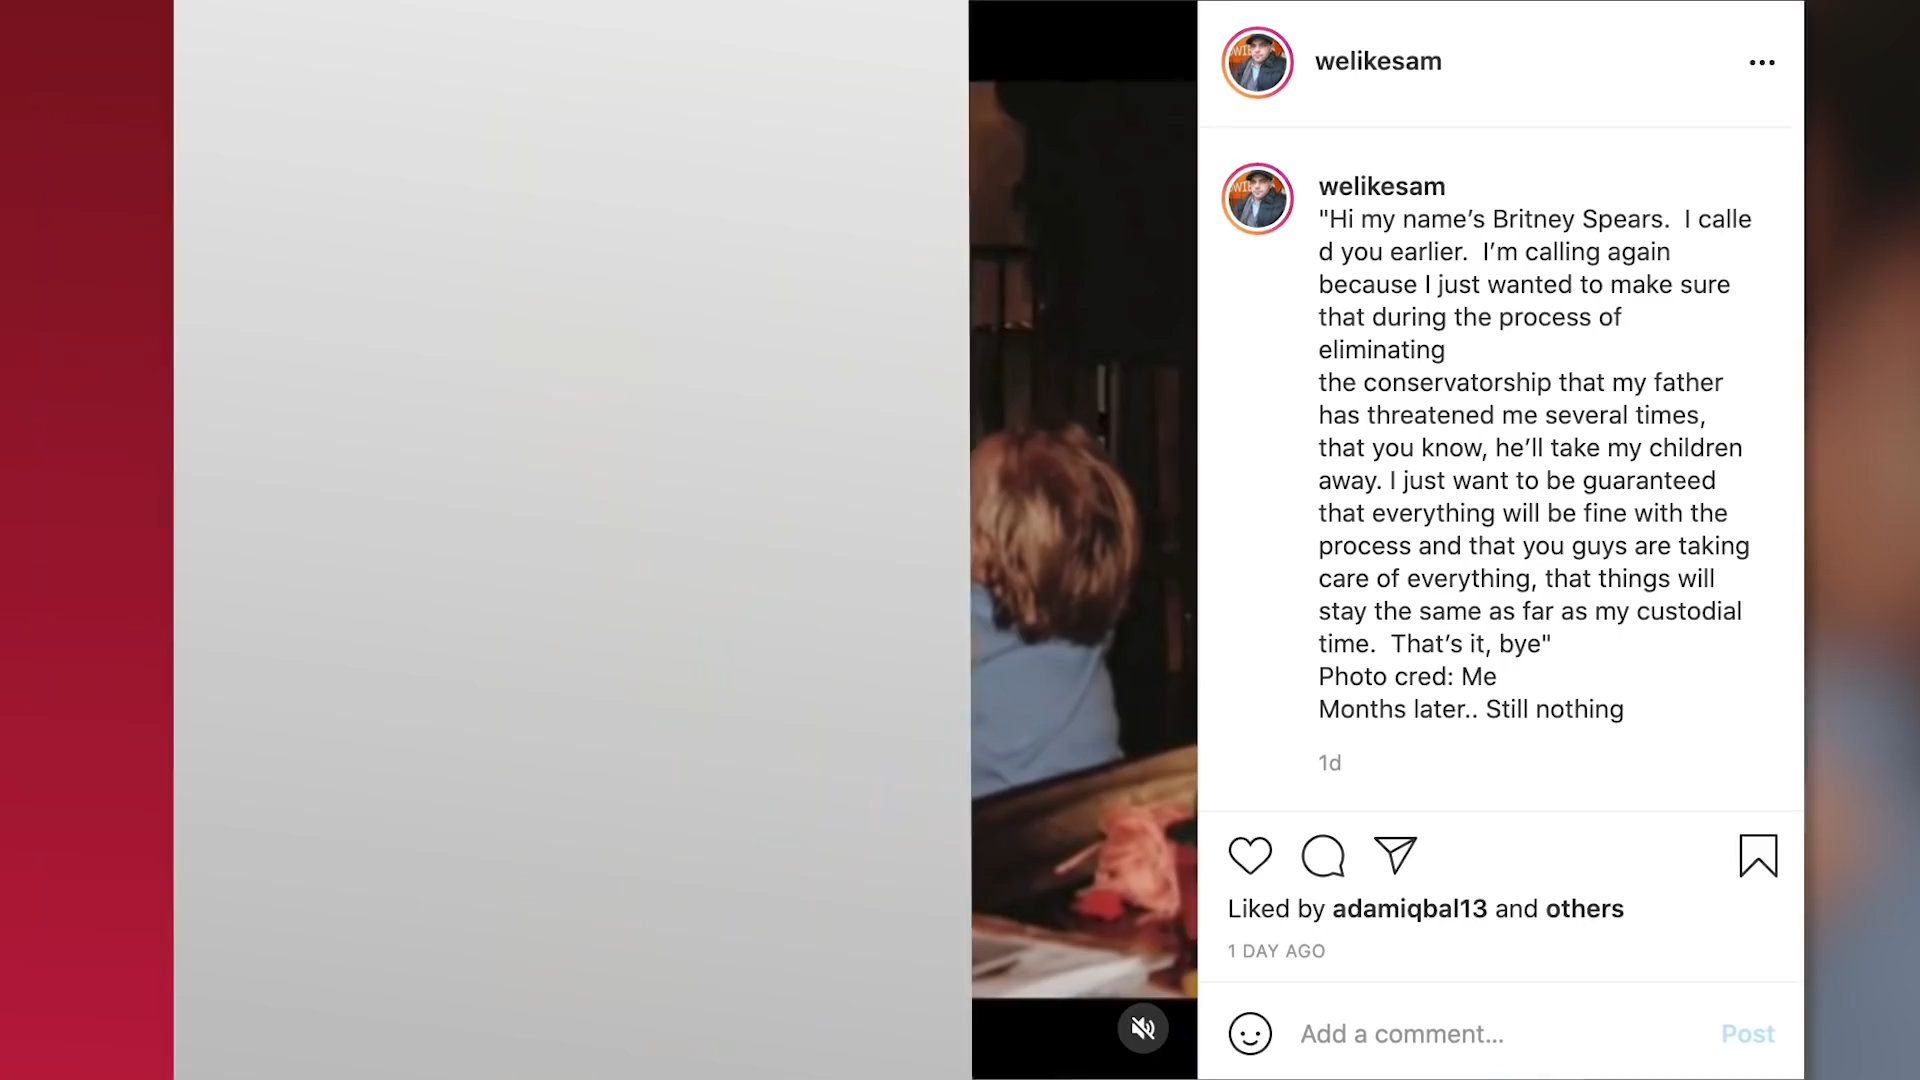 welikesam
welikesam
"Hi my name’s Britney Spears.  I calle
d you earlier.  I’m calling again
because I just wanted to make sure
that during the process of
eliminating
the conservatorship that my father
has threatened me several times,
that you know, he’ll take my children
away. I just want to be guaranteed
that everything will be fine with the
process and that you guys are taking
care of everything, that things will
stay the same as far as my custodial
time.  That’s it, bye"
Photo cred: Me
Months later.. Still nothing
1d
Liked by adamiqbal13 and others
1 DAY AGO
Add a comment...
Post